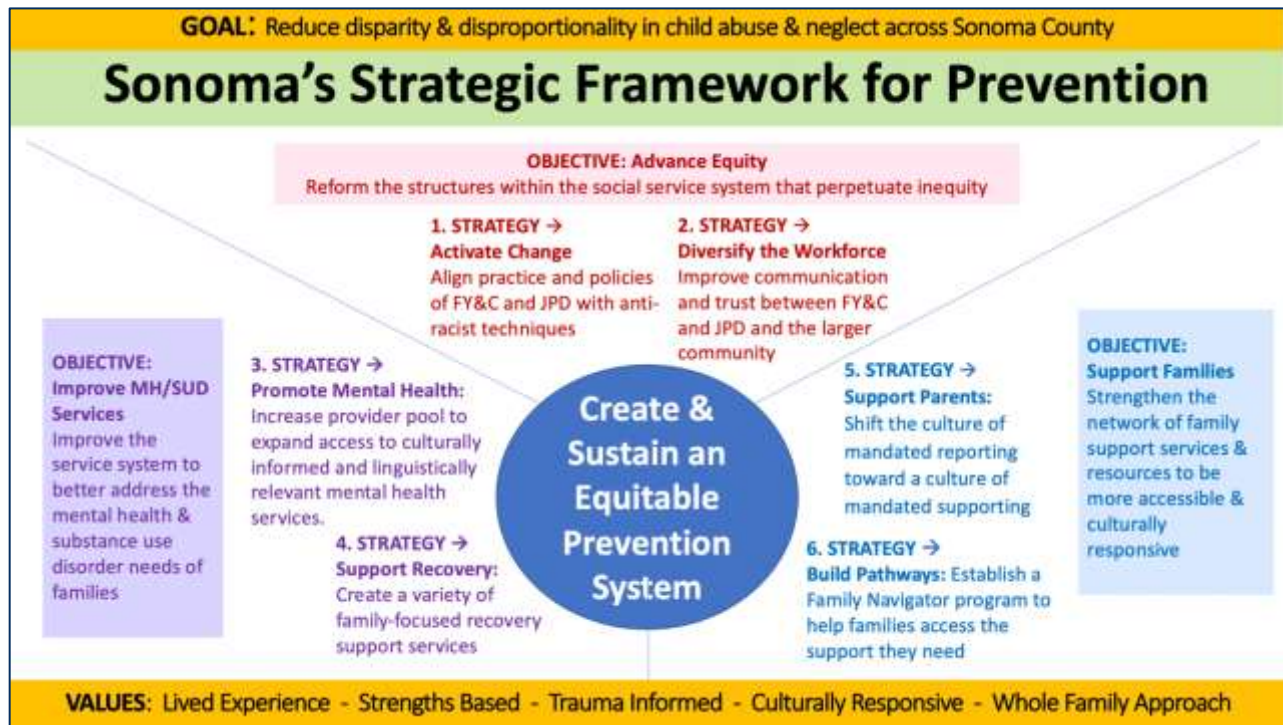 GOAL: Reduce disparity & disproportionality in child abuse & neglect across Sonoma County
Sonoma's Strategic Framework for Prevention
OBJECTIVE: Advance Equity
Reform the structures within the social service system that perpetuate inequity
1. STRATEGY →
Activate Change
Align practice and policies
of FY&C and JPD with anti-
racist techniques
2. STRATEGY →
Diversify the Workforce
Improve communication
and trust between FY&C
and JPD and the larger
community
OBJECTIVE:
Improve MH/SUD
Services
Improve the
service system to
better address the
mental health &
substance use
disorder needs of
families
3. STRATEGY →
Promote Mental Health:
Increase provider pool to
expand access to culturally
informed and linguistically
relevant mental health
services.
4. STRATEGY →
Support Recovery:
Create a variety of
family-focused recovery
support services
Create &
Sustain an
Equitable
Prevention
System
5. STRATEGY →
Support Parents:
Shift the culture of
mandated reporting
toward a culture of
mandated supporting
6. STRATEGY →
Build Pathways: Establish a
Family Navigator program to
help families access the
support they need
OBJECTIVE:
Support Families
Strengthen the
network of family
support services &
resources to be
more accessible &
culturally
responsive
VALUES: Lived Experience - Strengths Based - Trauma Informed - Culturally Responsive - Whole Family Approach